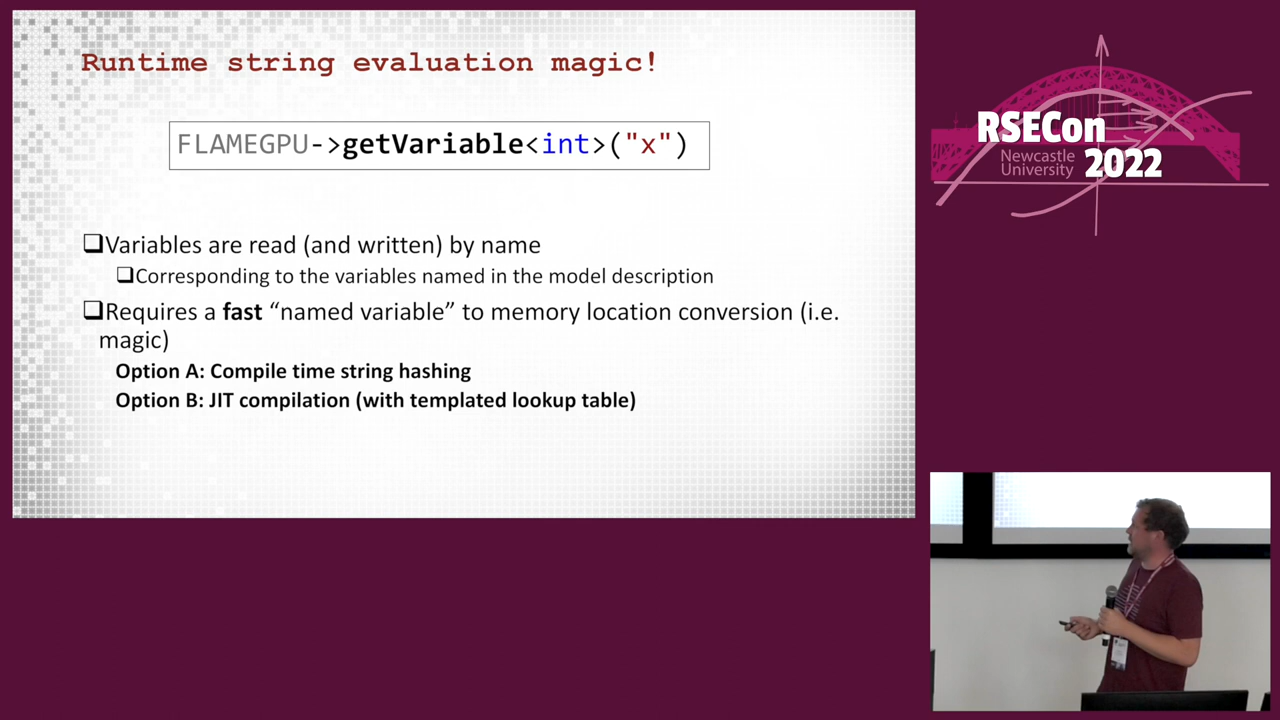 Runtime string evaluation magic!
FLAMEGPU->getVariable<int>("x")
Variables are read (and written) by name
Corresponding to the variables named in the model description
Requires a fast “named variable” to memory location conversion (i.e.
magic)
Option A: Compile time string hashing
Option B: JIT compilation (with templated lookup table)
RSECon
Newcastle
University
2022